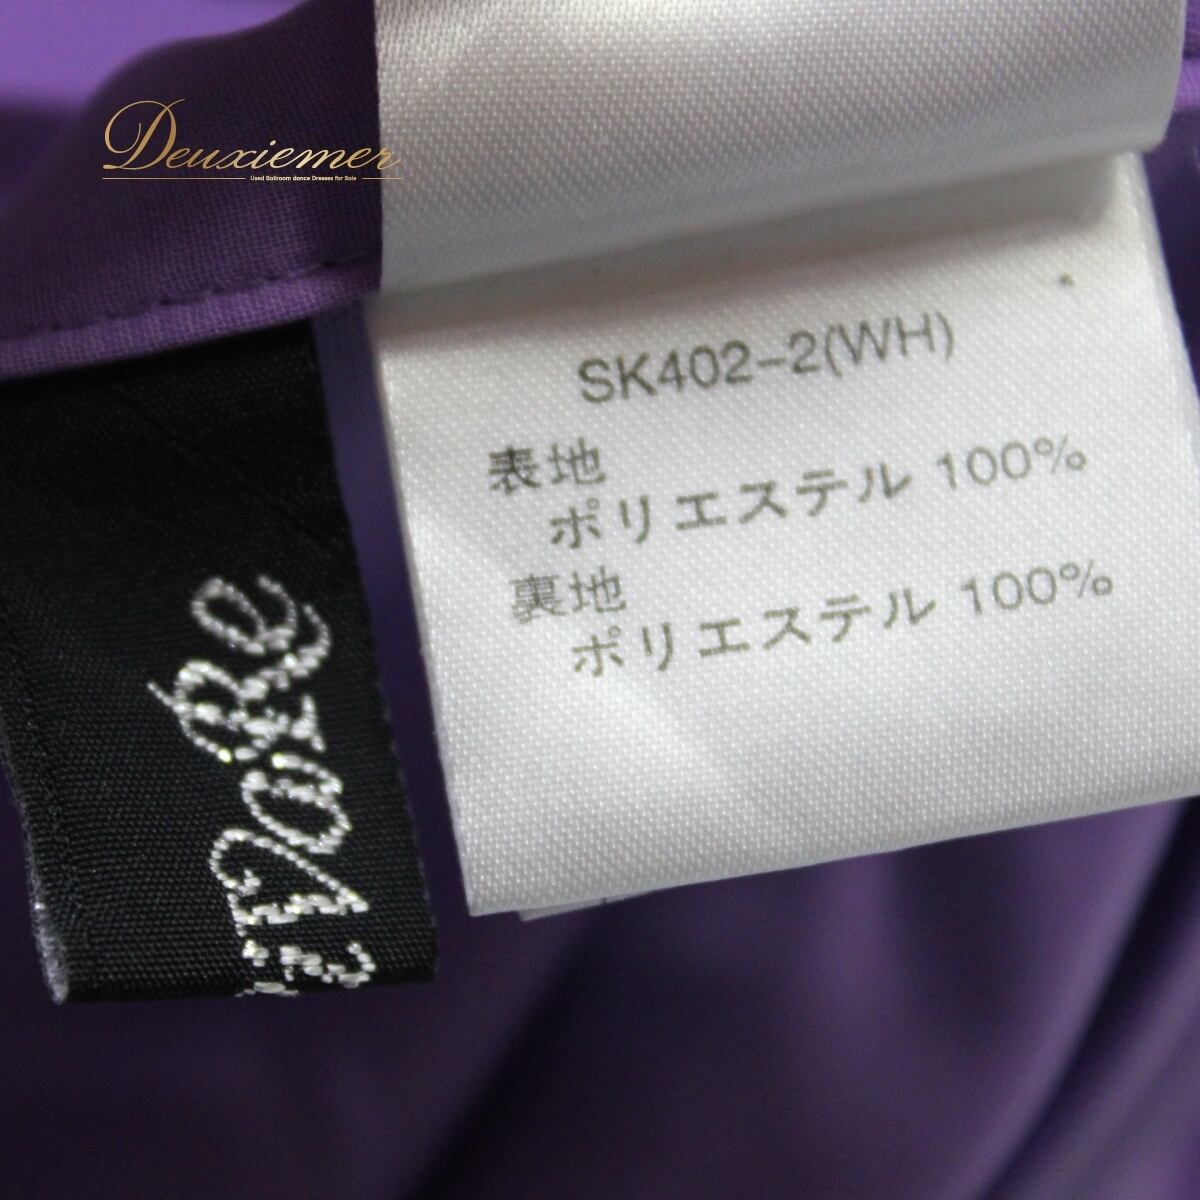 Deuxiemer
Used Ballroom dance Dresses for Sale
SK402-2(WH)
表地
ポリエステル 100%
裏地
ポリエステル 100%